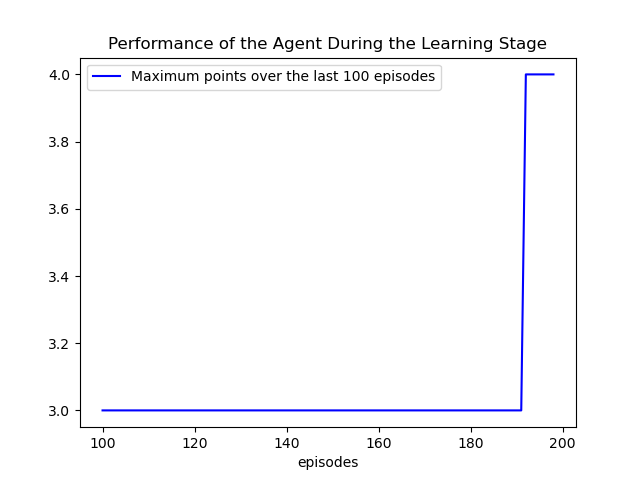 Performance of the Agent During the Learning Stage
Maximum points over the last 100 episodes
4.0
3.8
3.6
3.4
3.2
3.0
100 120 140 160 180 200
episodes